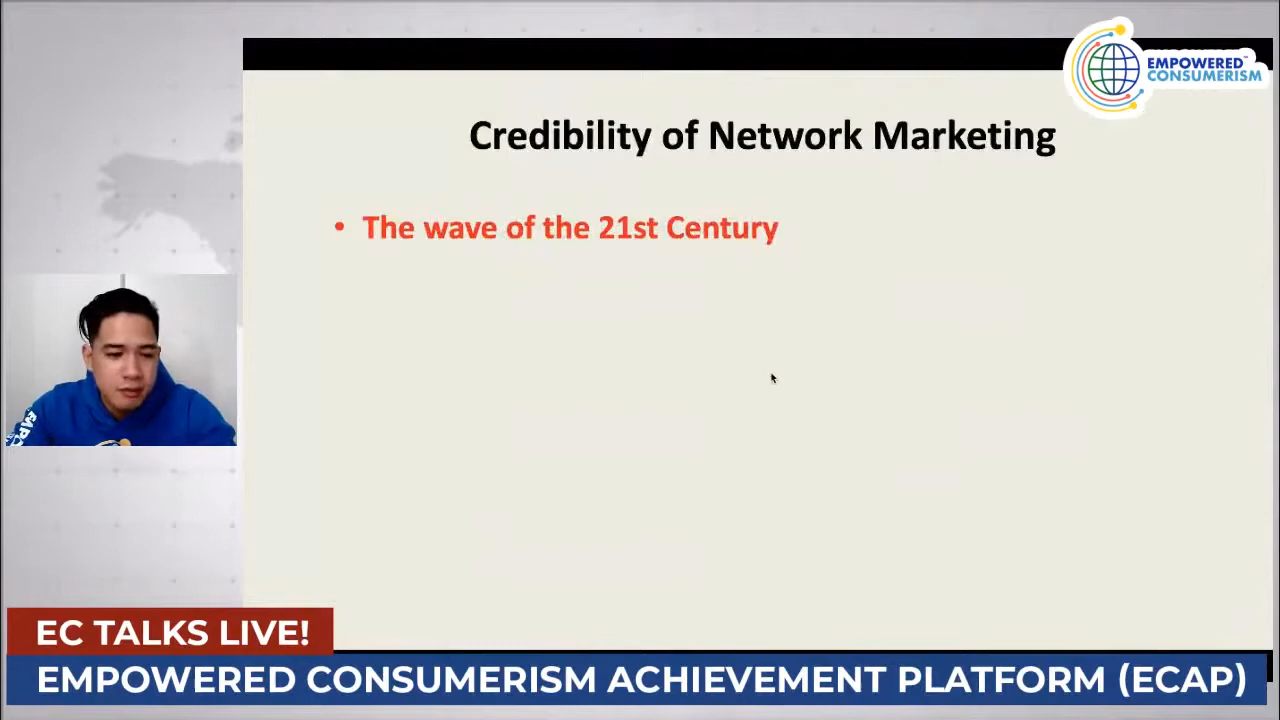 EMPOWERED
CONSUMERISM
Credibility of Network Marketing
• The wave of the 21st Century
EC TALKS LIVE!
EMPOWERED CONSUMERISM ACHIEVEMENT PLATFORM (ECAP)